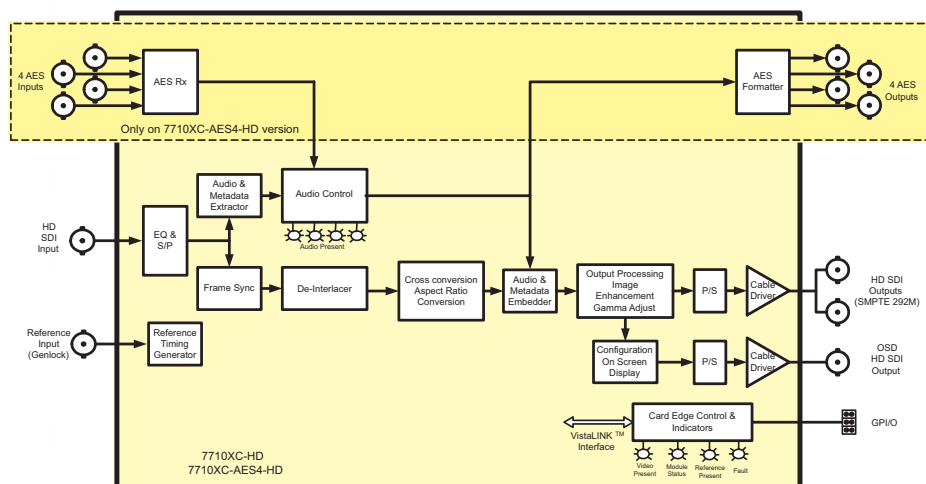 4 AES
Inputs
AES Rx
AES
Formatter
4 AES
Outputs
Only on 7710XC-AES4-HD version
Audio &
Metadata
Extractor
Audio Control
Audio Present
HD
SDI
Input
EQ &
S/P
Frame Sync
De-Interlacer
Cross conversion
Aspect Ratio
Conversion
Audio &
Metadata
Embedder
Output Processing
Image
Enhancement
Gamma Adjust
P/S
Cable
Driver
HD SDI
Outputs
(SMPTE 292M)
Reference
Input
(Genlock)
Reference
Timing
Generator
Configuration
On Screen
Display
P/S
Cable
Driver
OSD
HD SDI
Output
VistaLINK ™
Interface
Card Edge Control &
Indicators
GPI/O
Video
Present
Module
Status
Reference
Present
Fault
7710XC-HD
7710XC-AES4-HD